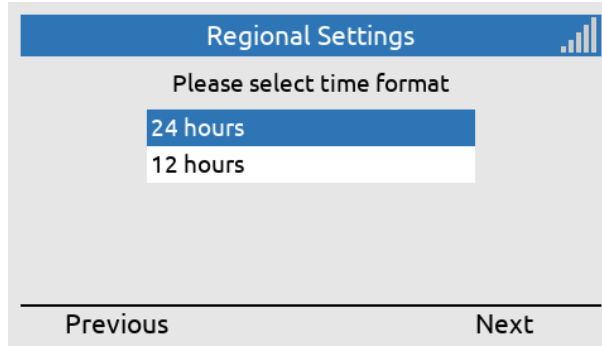 Regional Settings
Please select time format
24 hours
12 hours
Previous Next